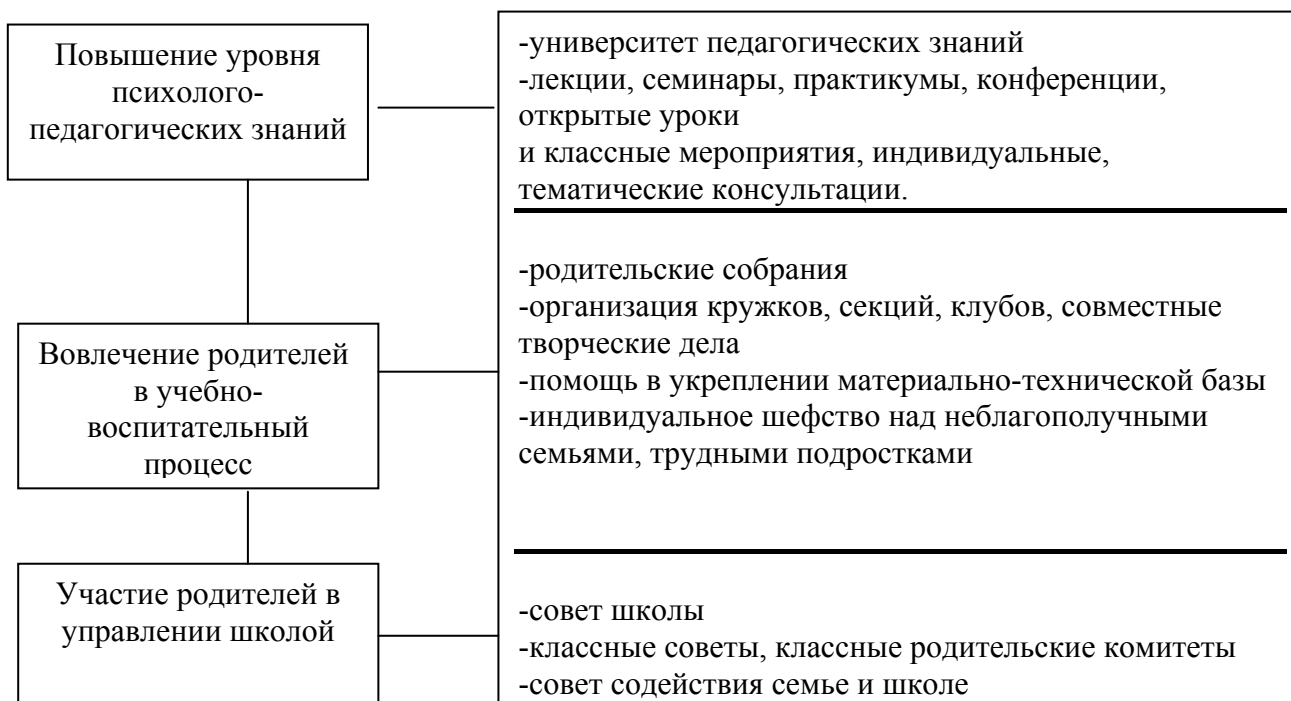 Повышение уровня
психолого-
педагогических знаний
-университет педагогических знаний
-лекции, семинары, практикумы, конференции,
открытые уроки
и классные мероприятия, индивидуальные,
тематические консультации.
Вовлечение родителей
в учебно-
воспитательный
процесс
-родительские собрания
-организация кружков, секций, клубов, совместные
творческие дела
-помощь в укреплении материально-технической базы
-индивидуальное шефство над неблагополучными
семьями, трудными подростками
Участие родителей в
управлении школой
-совет школы
-классные советы, классные родительские комитеты
-совет содействия семье и школе